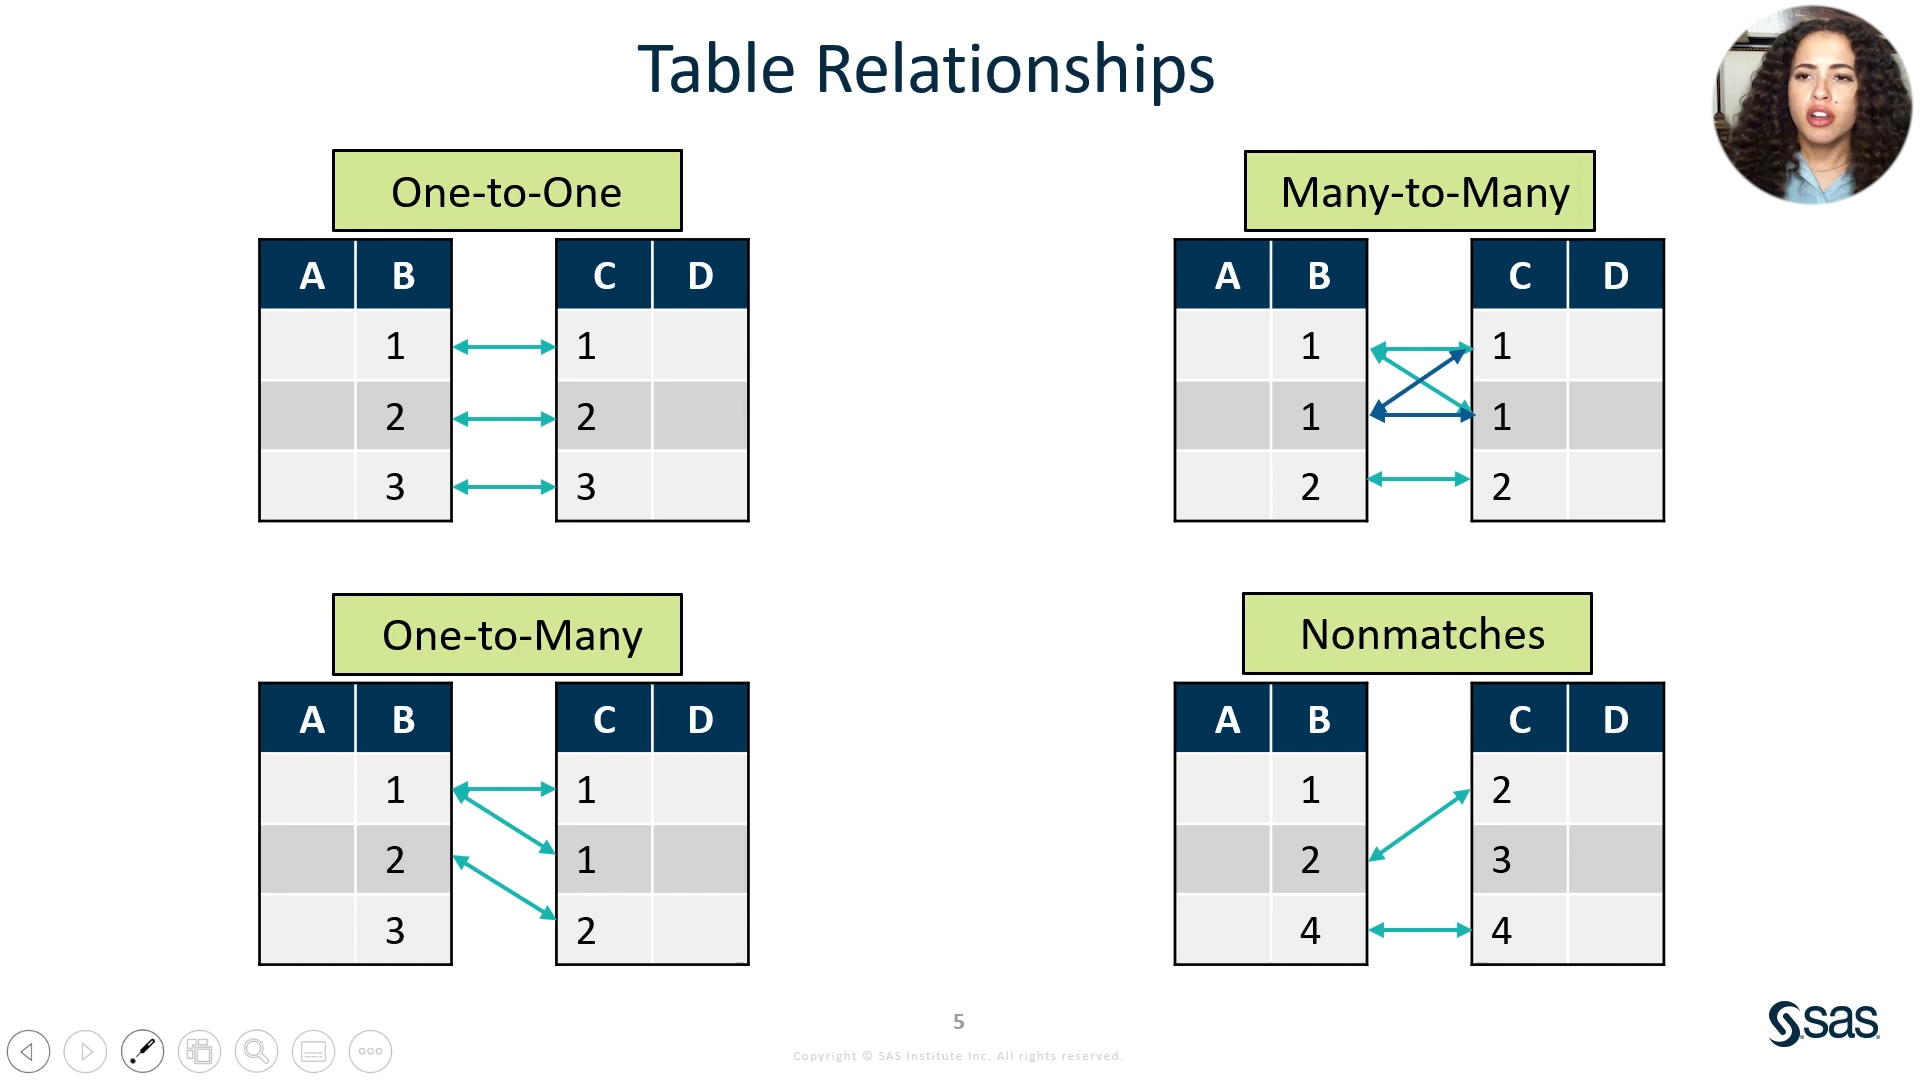 Table Relationships
One-to-One
A B C D
1 1
2 2
3 3
Many-to-Many
A B C D
1 1
1 1
2 2
One-to-Many
A B C D
1 1
2 1
3 2
Nonmatches
A B C D
1 2
2 3
4 4
5
Copyright © SAS Institute Inc. All rights reserved.
sas